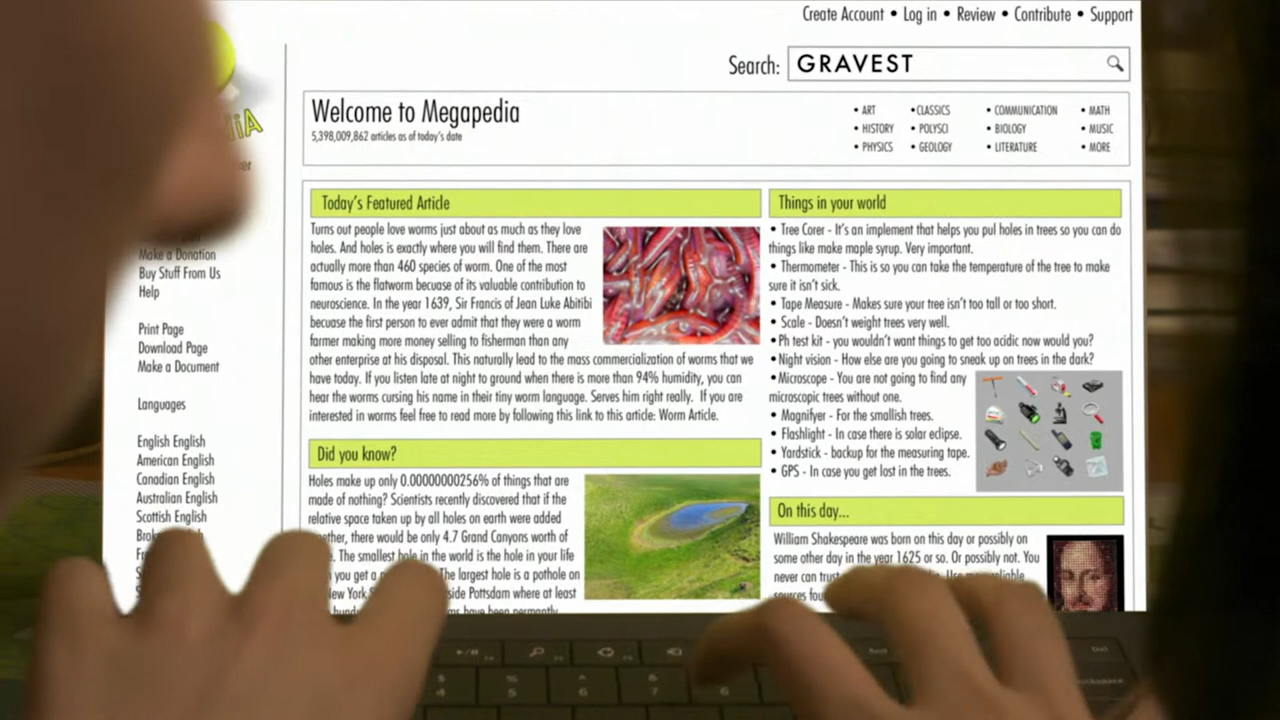 Create Account • Log in • Review • Contribute • Support
Search: GRAVEST
Welcome to Megapedia
5,398,009,862 articles as of today's date
• ART •CLASSICS • COMMUNICATION • MATH
• HISTORY • POLYSCI • BIOLOGY • MUSIC
• PHYSICS • GEOLOGY • LITERATURE • MORE
Make a Donation
Buy Stuff From Us
Help
Print Page
Download Page
Make a Document
Languages
English English
American English
Canadian English
Australian English
Scottish English
Today's Featured Article
Turns out people love worms just about as much as they love
holes. And holes is exactly where you will find them. There are
actually more than 460 species of worm. One of the most
famous is the flatworm becuase of its valuable contribution to
neuroscience. In the year 1639, Sir Francis of Jean Luke Abitibi
becuase the first person to ever admit that they were a worm
farmer making more money selling to fisherman than any
other enterprise at his disposal. This naturally lead to the mass commercialization of worms that we
have today. If you listen late at night to ground when there is more than 94% humidity, you can
hear the worms cursing his name in their tiny worm language. Serves him right really. If you are
interested in worms feel free to read more by following this link to this article: Worm Article.
Did you know?
Holes make up only 0.00000000256% of things that are
made of nothing? Scientists recently discovered that if the
relative space taken up by all holes on earth were added
there would be only 4.7 Grand Canyons worth of
The smallest hole in the world is the hole in your life
you get a The largest hole is a pothole on
New York side Pottsdam where at least
have been
Things in your world
• Tree Corer - It's an implement that helps you pul holes in trees so you can do
things like make maple syrup. Very important.
• Thermometer - This is so you can take the temperature of the tree to make
sure it isn't sick.
• Tape Measure - Makes sure your tree isn't too tall or too short.
• Scale - Doesn't weight trees very well.
• Ph test kit - you wouldn't want things to get too acidic now would you?
• Night vision - How else are you going to sneak up on trees in the dark?
• Microscope - You are not going to find any
microscopic trees without one.
• Magnifyer - For the smallish trees.
• Flashlight - In case there is solar eclipse.
• Yardstick - backup for the measuring tape.
• GPS - In case you get lost in the trees.
On this day...
William Shakespeare was born on this day or possibly on
some other day in the year 1625 or so. Or possibly not. You
never can trust
4 5 6 7 6